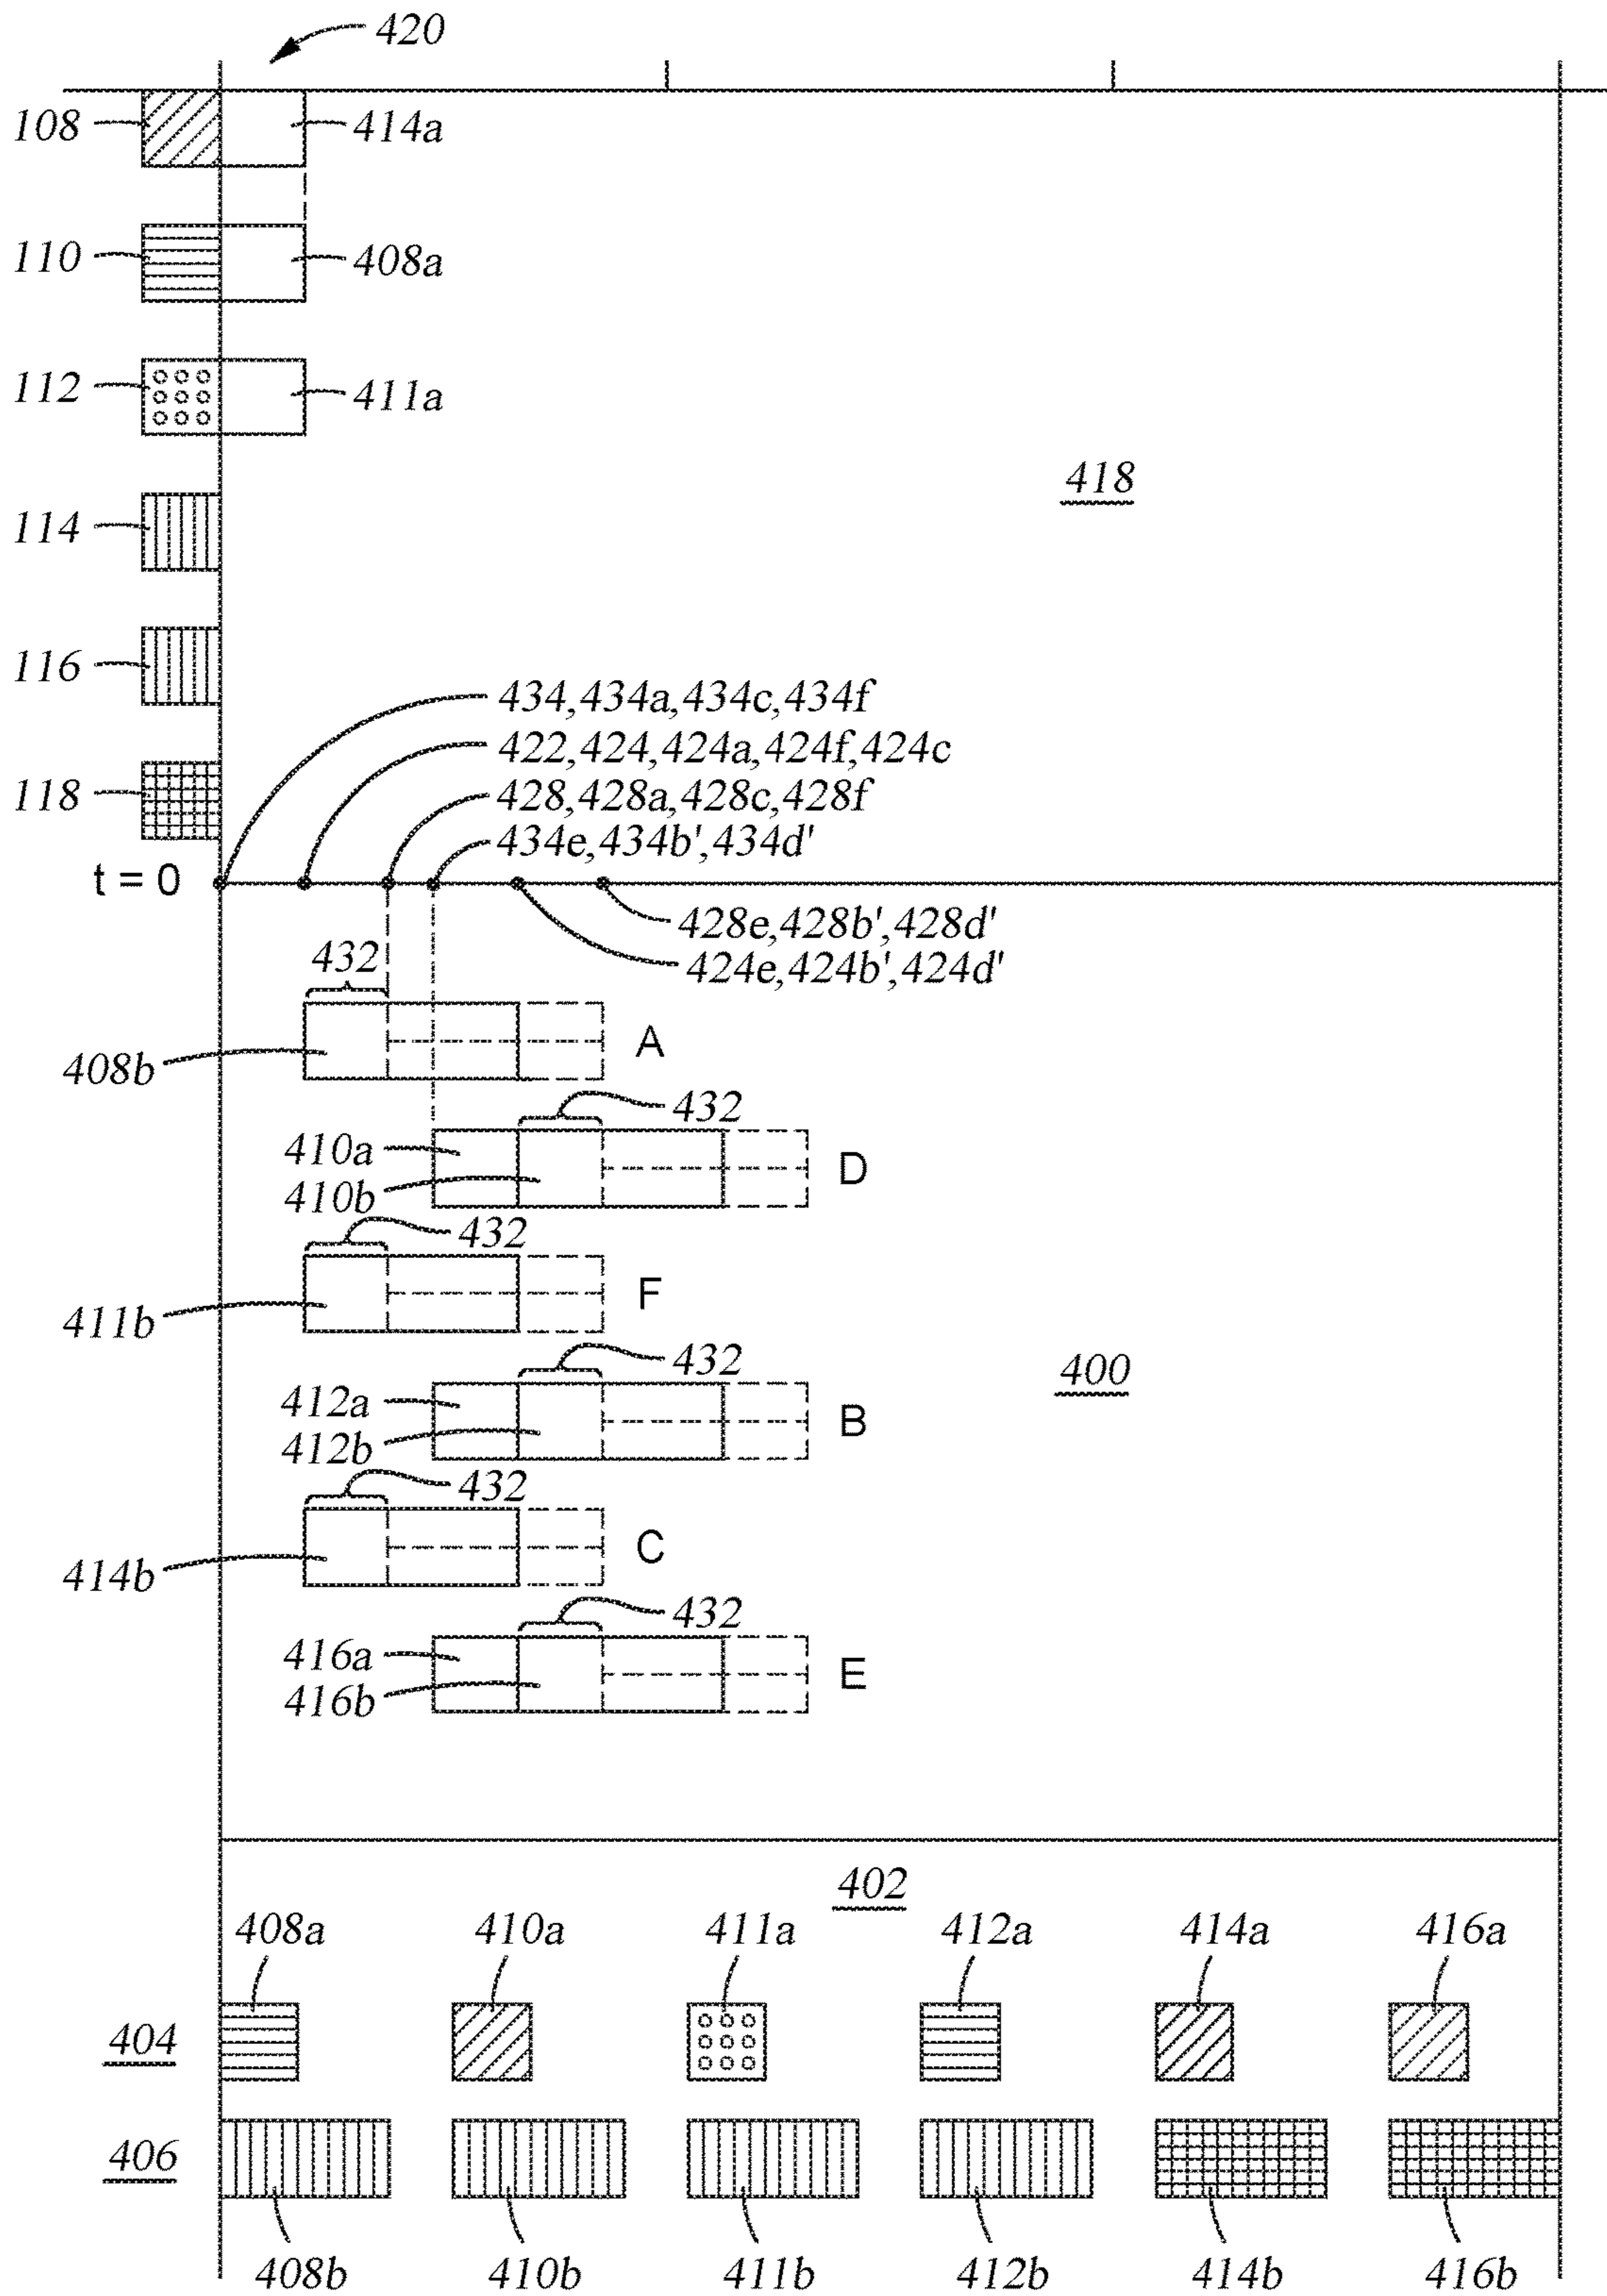 420
108 414a
110 408a
112 411a
418
114
116
434,434a,434c,434f
422,424,424a,424f,424c
118 428,428a,428c,428f
434e,434b',434d'
t = 0
428e,428b',428d'
432 424e,424b',424d'
408b A
432
410a D
410b
432
F
411b
432
400
412a B
412b
432
C
414b
432
416a E
416b
402
408a 410a 411a 412a 414a 416a
404
406
408b 410b 411b 412b 414b 416b